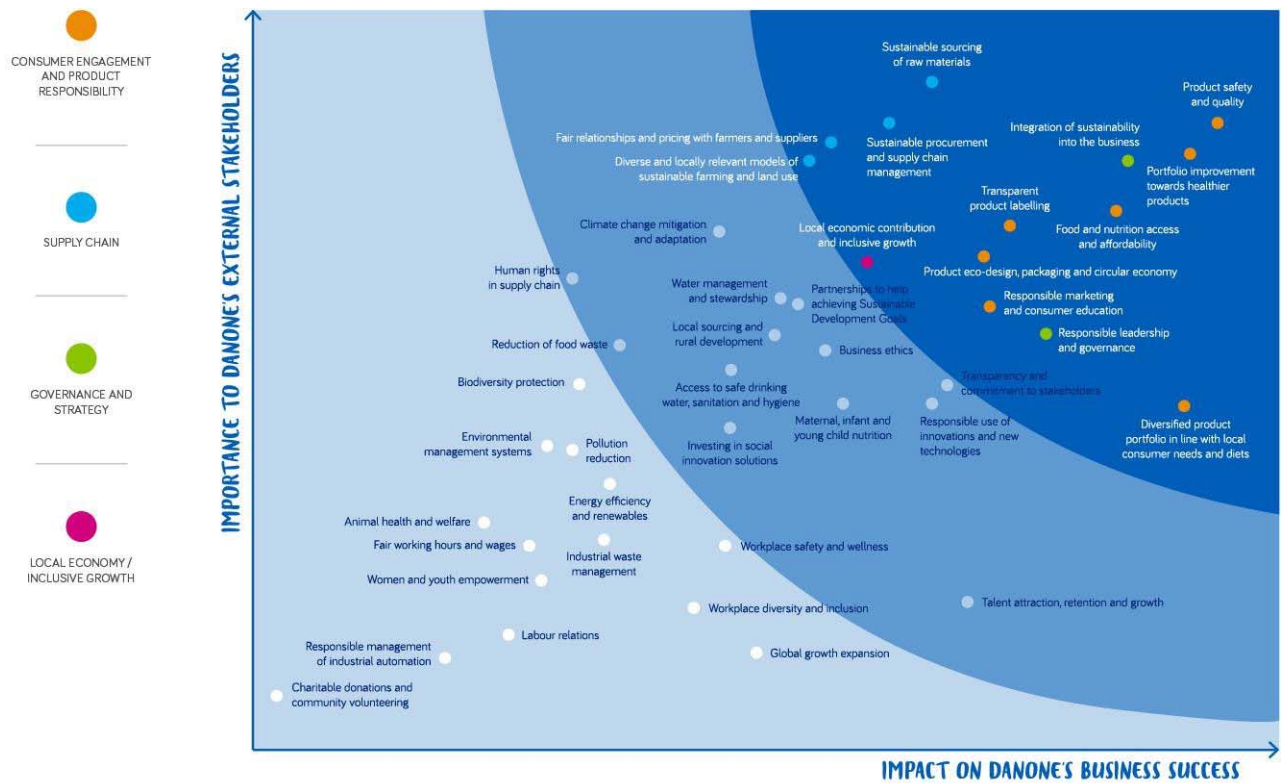 CONSUMER ENGAGEMENT
AND PRODUCT
RESPONSIBILITY
SUPPLY CHAIN
GOVERNANCE AND
STRATEGY
LOCAL ECONOMY /
INCLUSIVE GROWTH
IMPORTANCE TO DANONE'S EXTERNAL STAKEHOLDERS
Sustainable sourcing
of raw materials
Product safety
and quality
Fair relationships and pricing with farmers and suppliers
Integration of sustainability
into the business
Sustainable procurement
and supply chain
management
Diverse and locally relevant models of
sustainable farming and land use
Portfolio improvement
towards healthier
products
Transparent
product labelling
Climate change mitigation
and adaptation
Local economic contribution
and inclusive growth
Food and nutrition access
and affordability
Human rights
in supply chain
Product eco-design, packaging and circular economy
Water management
and stewardship
Partnerships to help
achieving Sustainable
Development Goals
Responsible marketing
and consumer education
Local sourcing and
rural development
Responsible leadership
and governance
Reduction of food waste
Business ethics
Biodiversity protection
Access to safe drinking
water, sanitation and hygiene
Transparency and
commitment to stakeholders
Maternal, infant and
young child nutrition
Responsible use of
innovations and new
technologies
Diversified product
portfolio in line with local
consumer needs and diets
Environmental
management systems
Pollution
reduction
Investing in social
innovation solutions
Energy efficiency
and renewables
Animal health and welfare
Fair working hours and wages
Industrial waste
management
Workplace safety and wellness
Women and youth empowerment
Workplace diversity and inclusion
Talent attraction, retention and growth
Labour relations
Responsible management
of industrial automation
Global growth expansion
Charitable donations and
community volunteering
IMPACT ON DANONE'S BUSINESS SUCCESS